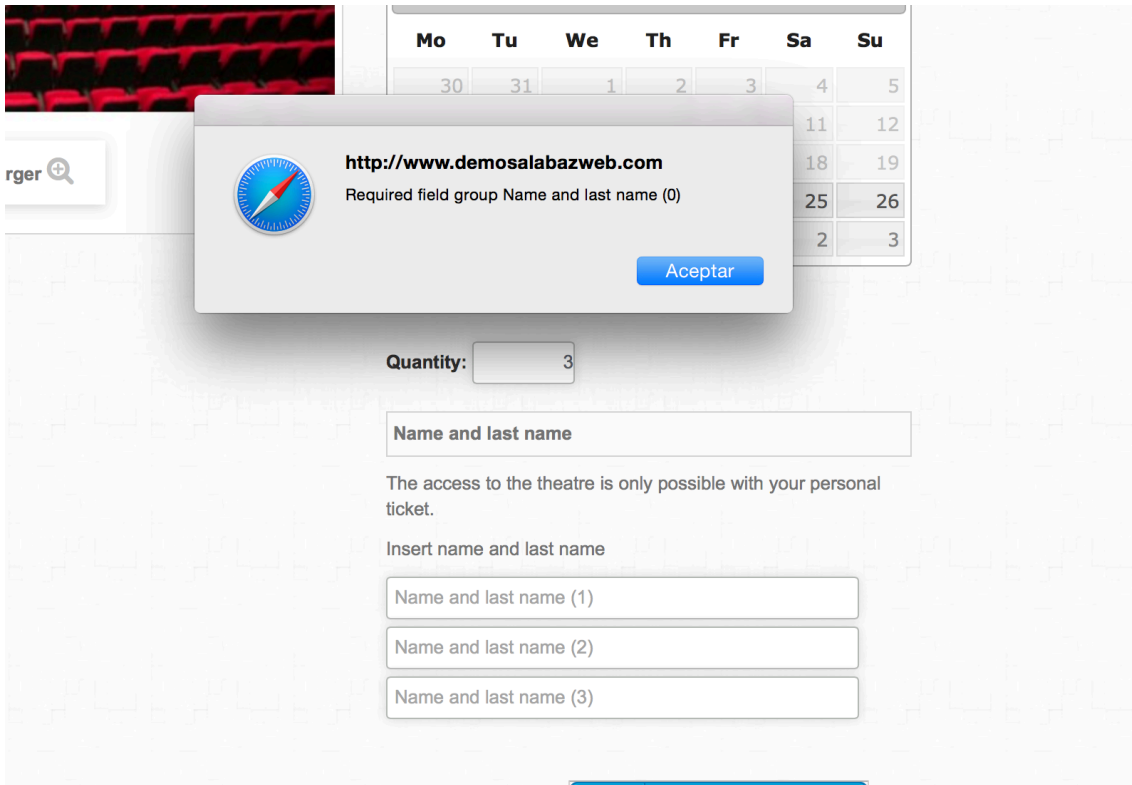 Mo Tu We Th Fr Sa Su
30 31 1 2 3 4 5
11 12
rger
18 19
25 26
2 3
http://www.demosalabazweb.com
Required field group Name and last name (0)
Aceptar
Quantity: 3
Name and last name
The access to the theatre is only possible with your personal
ticket.
Insert name and last name
Name and last name (1)
Name and last name (2)
Name and last name (3)